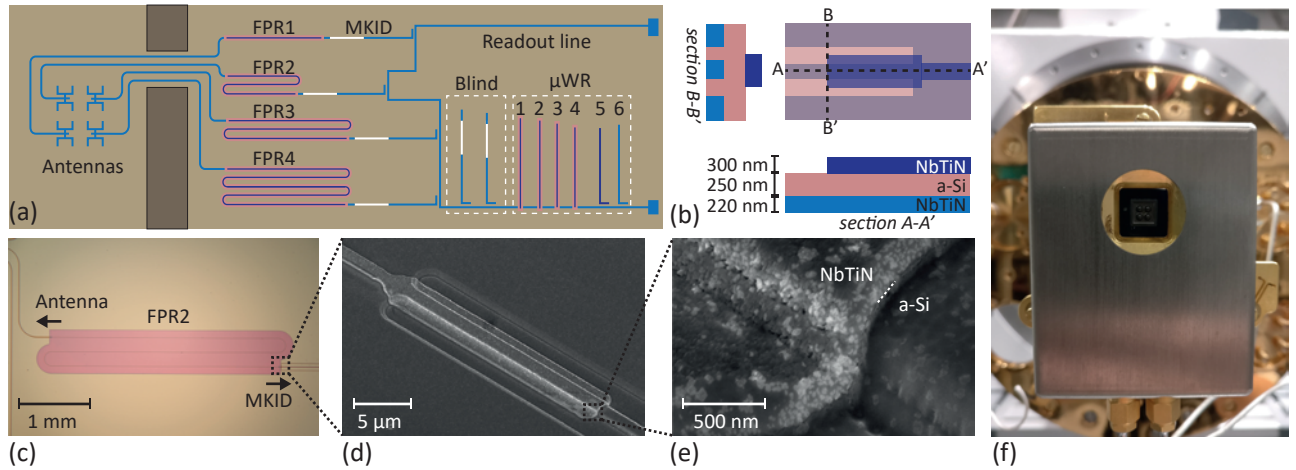 FPR1
MKID
FPR2
FPR3
FPR4
Antennas
Readout line
Blind
µWR
1 2 3 4 5 6
(a)
section B-B'
B
A
A'
B'
300 nm
NbTiN
250 nm
a-Si
220 nm
NbTiN
section A-A'
(b)
Antenna
FPR2
MKID
1 mm
(c)
5 µm
(d)
NbTiN
a-Si
500 nm
(e)
(f)